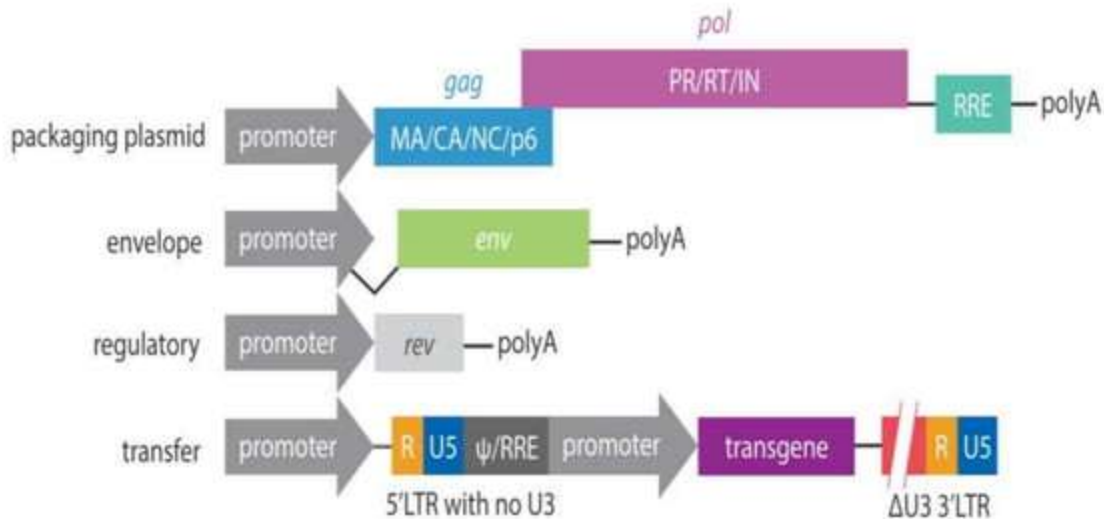 pol
gag
PR/RT/IN
RRE
polyA
packaging plasmid
promoter
MA/CA/NC/p6
envelope
promoter
env
polyA
regulatory
promoter
rev
polyA
transfer
promoter
R
U5
ψ/RRE
promoter
transgene
R
U5
5'LTR with no U3
ΔU3 3'LTR